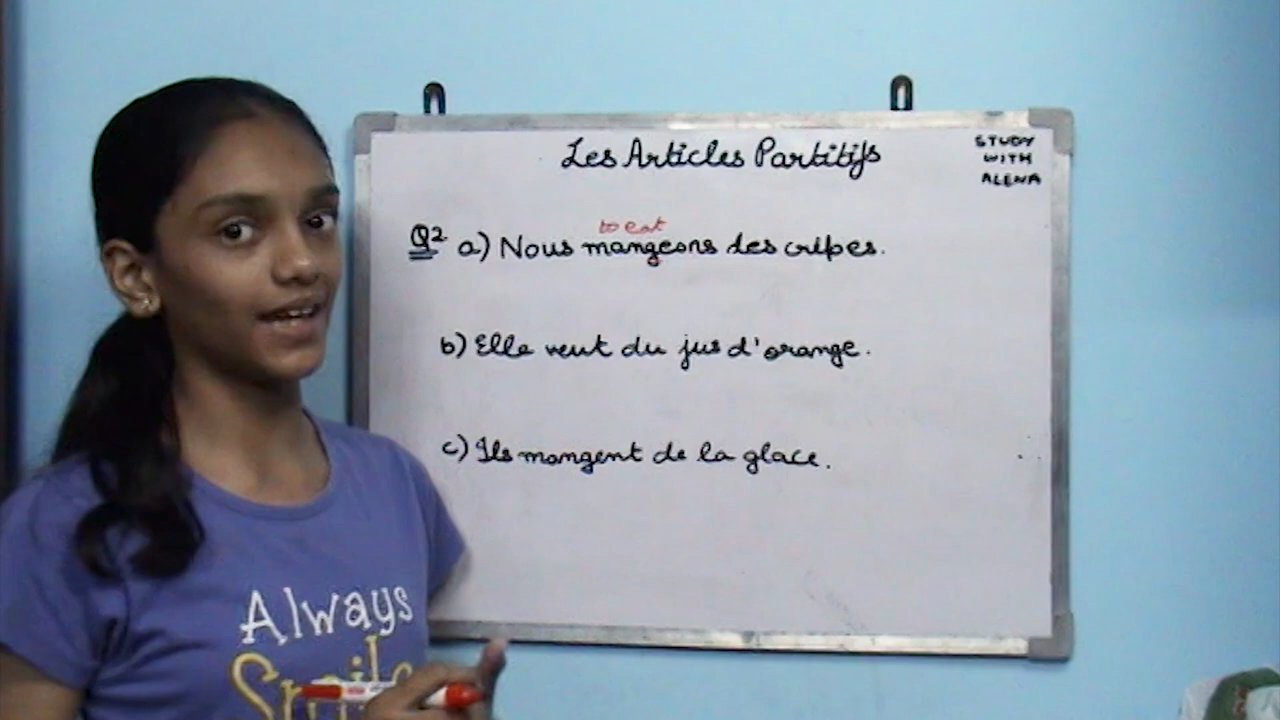 Les Articles Partitifs
STUDY
WITH
ALENA
to eat
Q2 a) Nous mangeons des crêpes.
b) Elle veut du jus d'orange.
c) Ils mangent de la glace.
Always
Smile